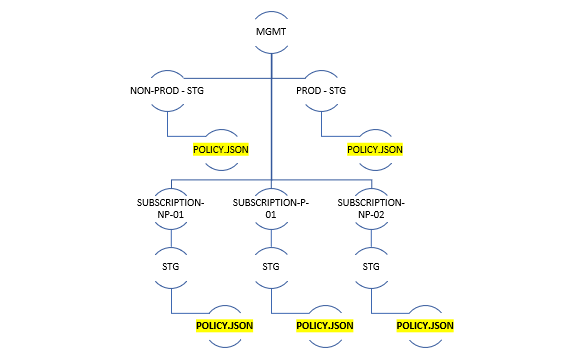 MGMT
NON-PROD - STG
PROD - STG
POLICY.JSON
POLICY.JSON
SUBSCRIPTION-
NP-01
SUBSCRIPTION-P-
01
SUBSCRIPTION-
NP-02
STG
STG
STG
POLICY.JSON
POLICY.JSON
POLICY.JSON